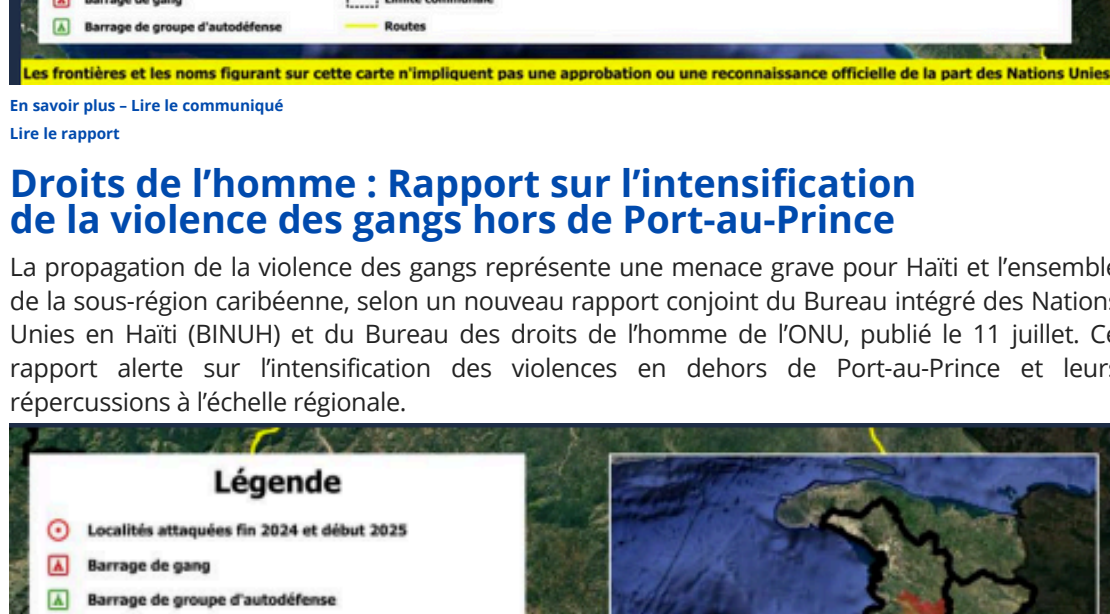 Barrage de gang
Limite communale
Barrage de groupe d'autodéfense
Routes
Les frontières et les noms figurant sur cette carte n'impliquent pas une approbation ou une reconnaissance officielle de la part des Nations Unies
En savoir plus – Lire le communiqué
Lire le rapport
Droits de l’homme : Rapport sur l’intensification
de la violence des gangs hors de Port-au-Prince
La propagation de la violence des gangs représente une menace grave pour Haïti et l’ensemble
de la sous-région caribéenne, selon un nouveau rapport conjoint du Bureau intégré des Nations
Unies en Haïti (BINUH) et du Bureau des droits de l’homme de l’ONU, publié le 11 juillet. Ce
rapport alerte sur l’intensification des violences en dehors de Port-au-Prince et leurs
répercussions à l’échelle régionale.
Légende
Localités attaquées fin 2024 et début 2025
Barrage de gang
Barrage de groupe d'autodéfense